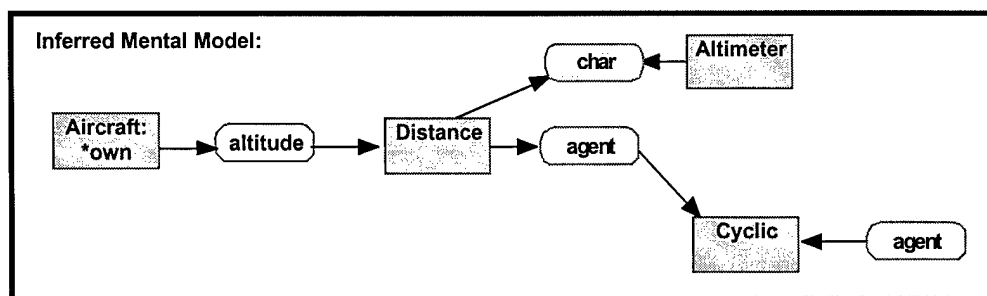 Inferred Mental Model:
char
Altimeter
Aircraft:
*own
altitude
Distance
agent
Cyclic
agent